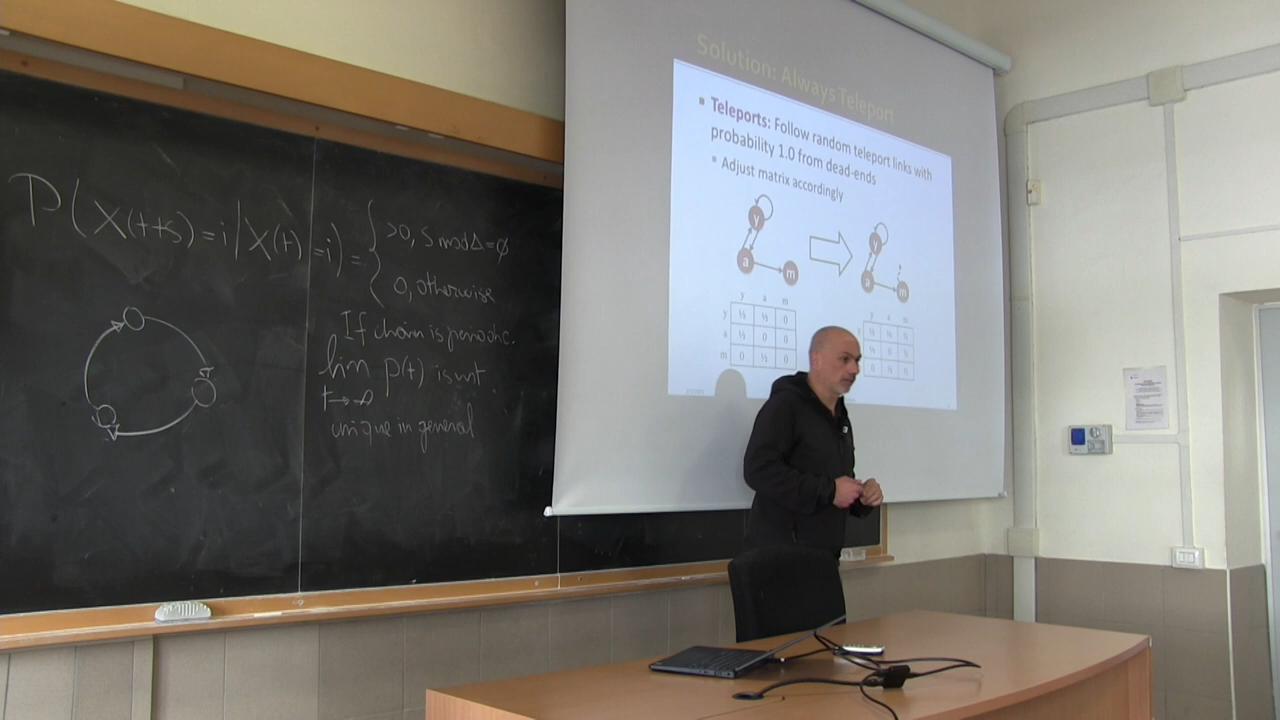 P(X(t+s)=i/X(t)=i)= { >0, s mod Δ=∅
0, otherwise
If chain is periodic.
lim p(t) is not
t→∞
unique in general
Solution: Always Teleport
▪ Teleports: Follow random teleport links with
probability 1.0 from dead-ends
▪ Adjust matrix accordingly
y
a m
y
a m
y a m
y ½ ½ 0
a ½ 0 0
m 0 ½ 0
y a m